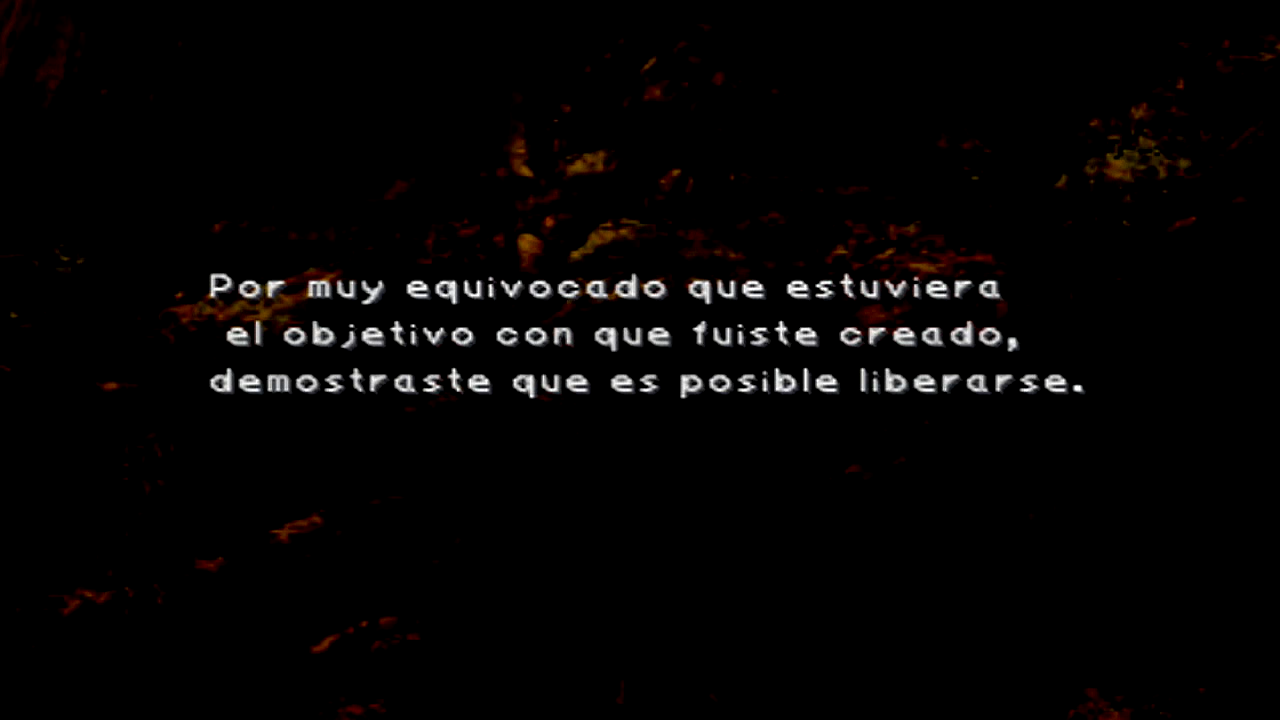 Por muy equivocado que estuviera
el objetivo con que fuiste creado,
demostraste que es posible liberarse.